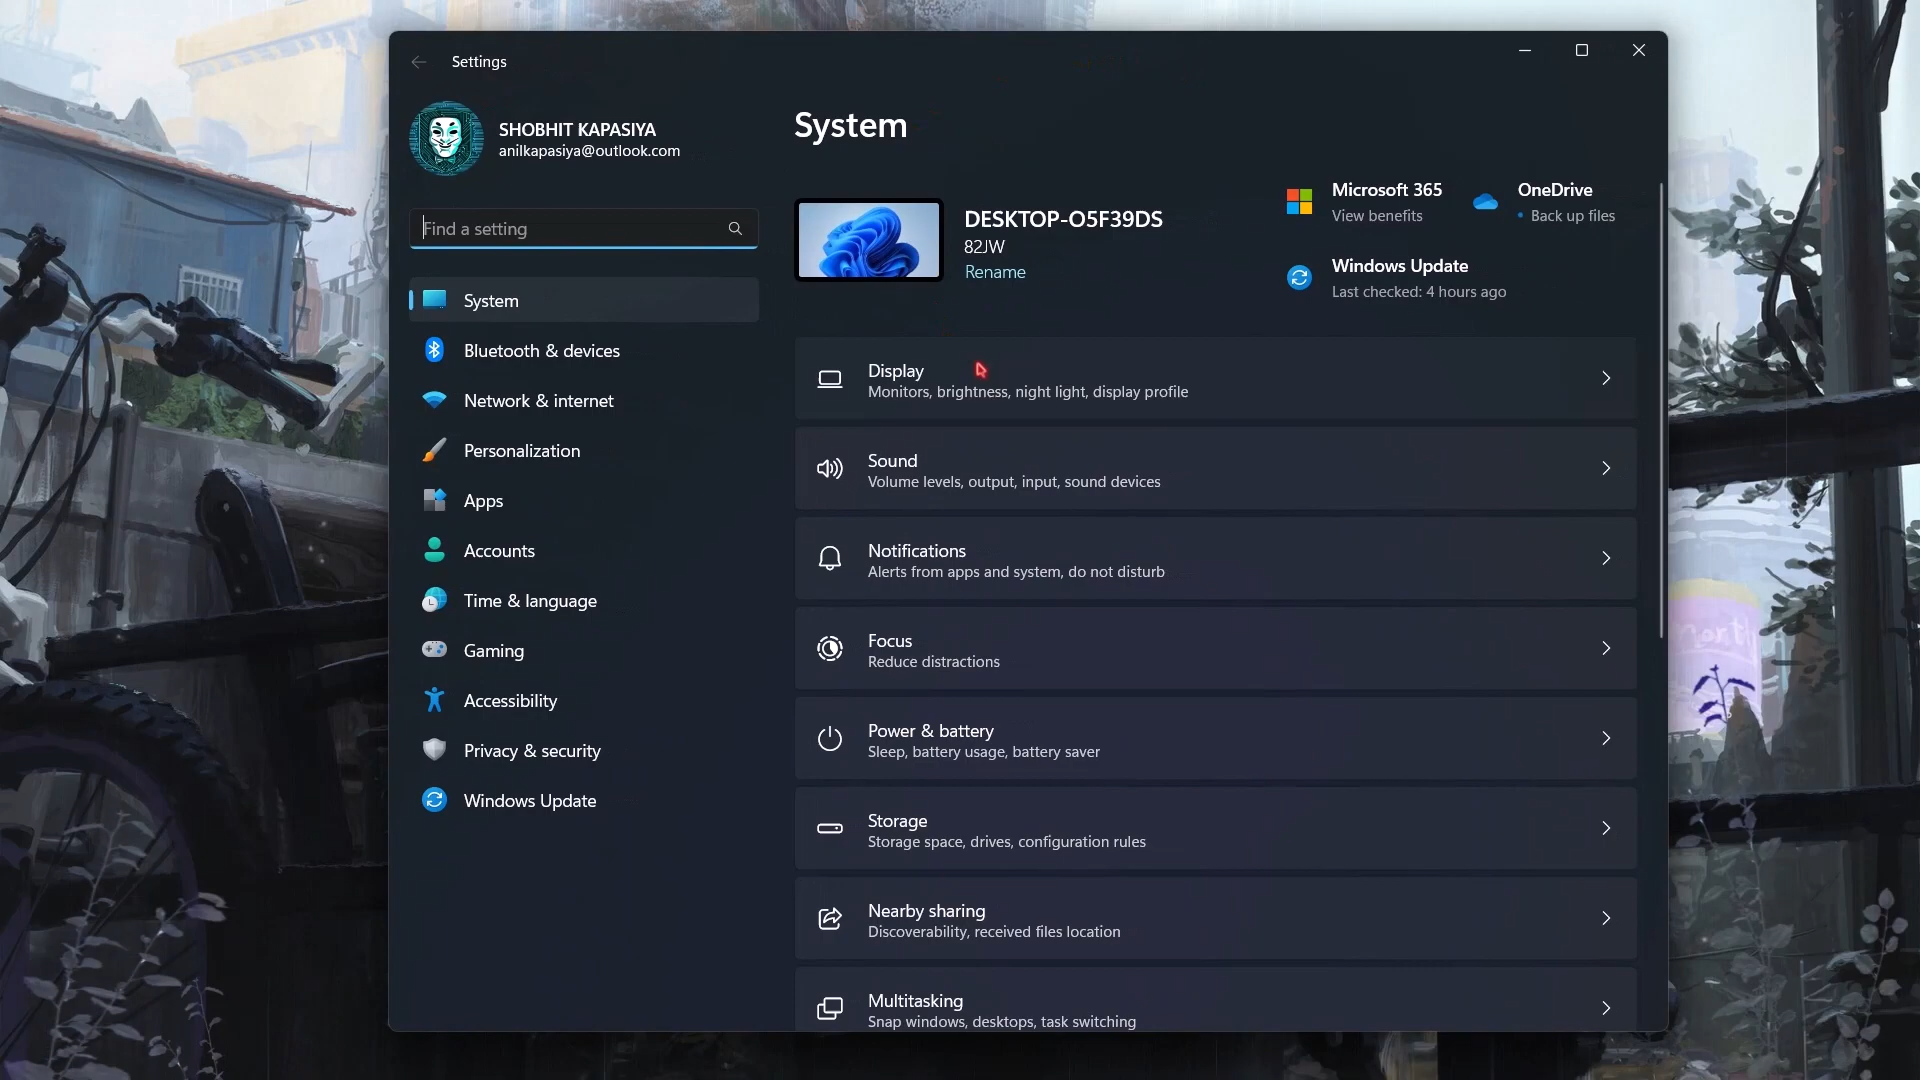 Settings
SHOBHIT KAPASIYA
anilkapasiya@outlook.com
Find a setting
System
Bluetooth & devices
Network & internet
Personalization
Apps
Accounts
Time & language
Gaming
Accessibility
Privacy & security
Windows Update
System
DESKTOP-O5F39DS
82JW
Rename
Microsoft 365
View benefits
OneDrive
• Back up files
Windows Update
Last checked: 4 hours ago
Display
Monitors, brightness, night light, display profile
Sound
Volume levels, output, input, sound devices
Notifications
Alerts from apps and system, do not disturb
Focus
Reduce distractions
Power & battery
Sleep, battery usage, battery saver
Storage
Storage space, drives, configuration rules
Nearby sharing
Discoverability, received files location
Multitasking
Snap windows, desktops, task switching